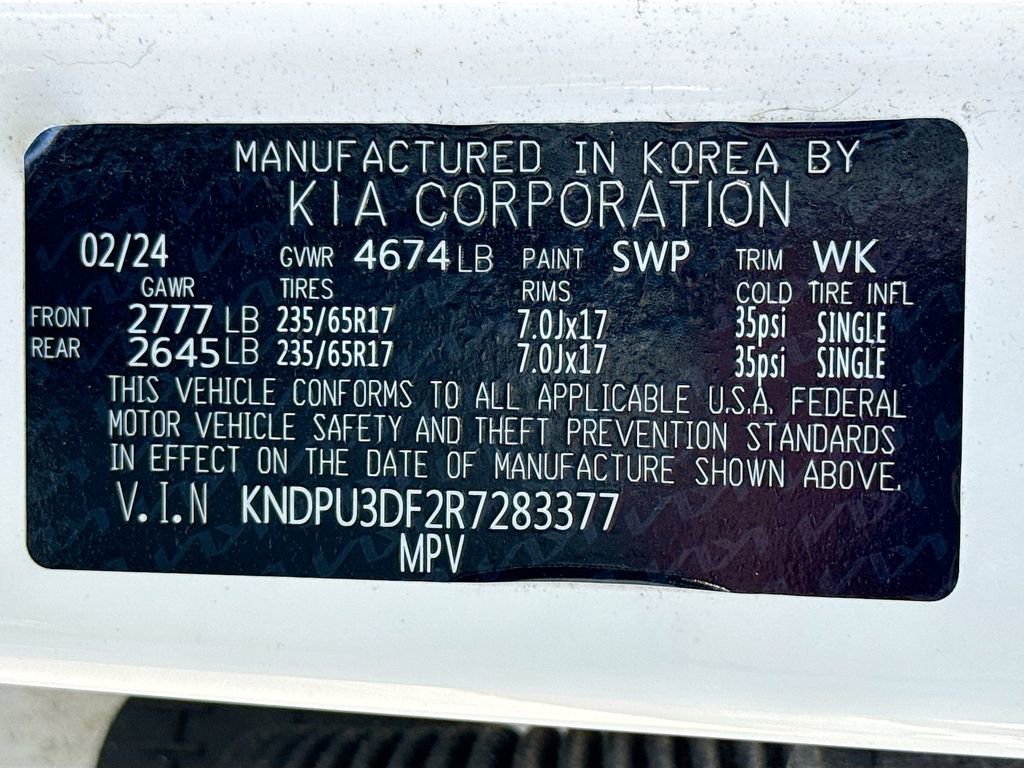 MANUFACTURED IN KOREA BY
KIA CORPORATION
02/24 GVWR 4674 LB PAINT SWP TRIM WK
GAWR TIRES RIMS COLD TIRE INFL
FRONT 2777 LB 235/65R17 7.0Jx17 35psi SINGLE
REAR 2645 LB 235/65R17 7.0Jx17 35psi SINGLE
THIS VEHICLE CONFORMS TO ALL APPLICABLE U.S.A. FEDERAL
MOTOR VEHICLE SAFETY AND THEFT PREVENTION STANDARDS
IN EFFECT ON THE DATE OF MANUFACTURE SHOWN ABOVE.
V.I.N KNDPU3DF2R7283377
MPV